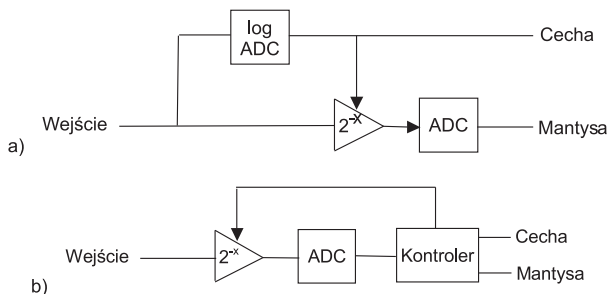 log
ADC
Cecha
Wejście
2-x
ADC
Mantysa
a)
Wejście
2-x
ADC
Kontroler
Cecha
Mantysa
b)